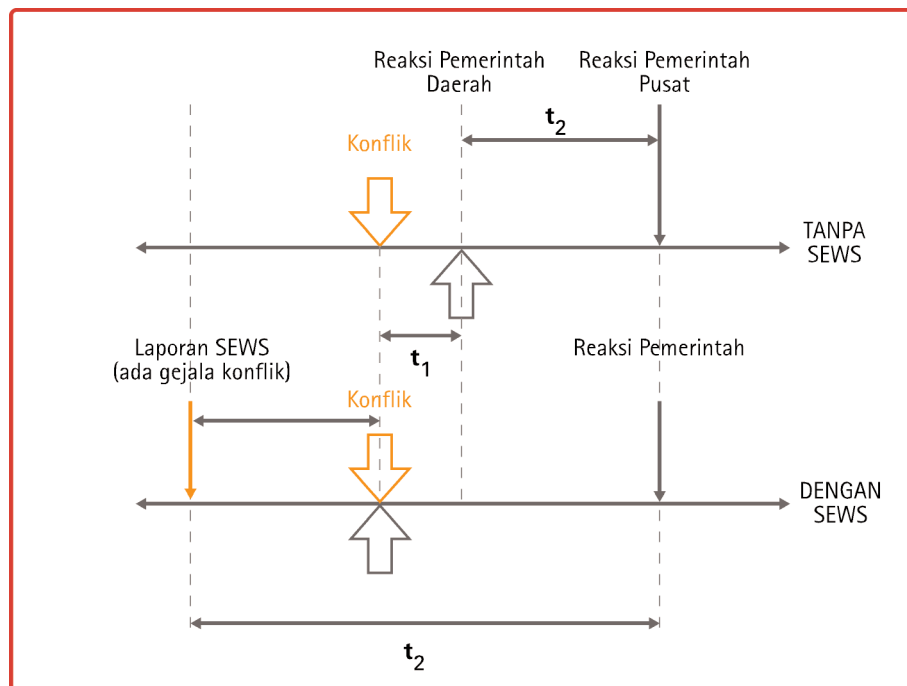 Reaksi Pemerintah
Daerah
Reaksi Pemerintah
Pusat
t2
Konflik
TANPA
SEWS
t1
Laporan SEWS
(ada gejala konflik)
Reaksi Pemerintah
Konflik
DENGAN
SEWS
t2